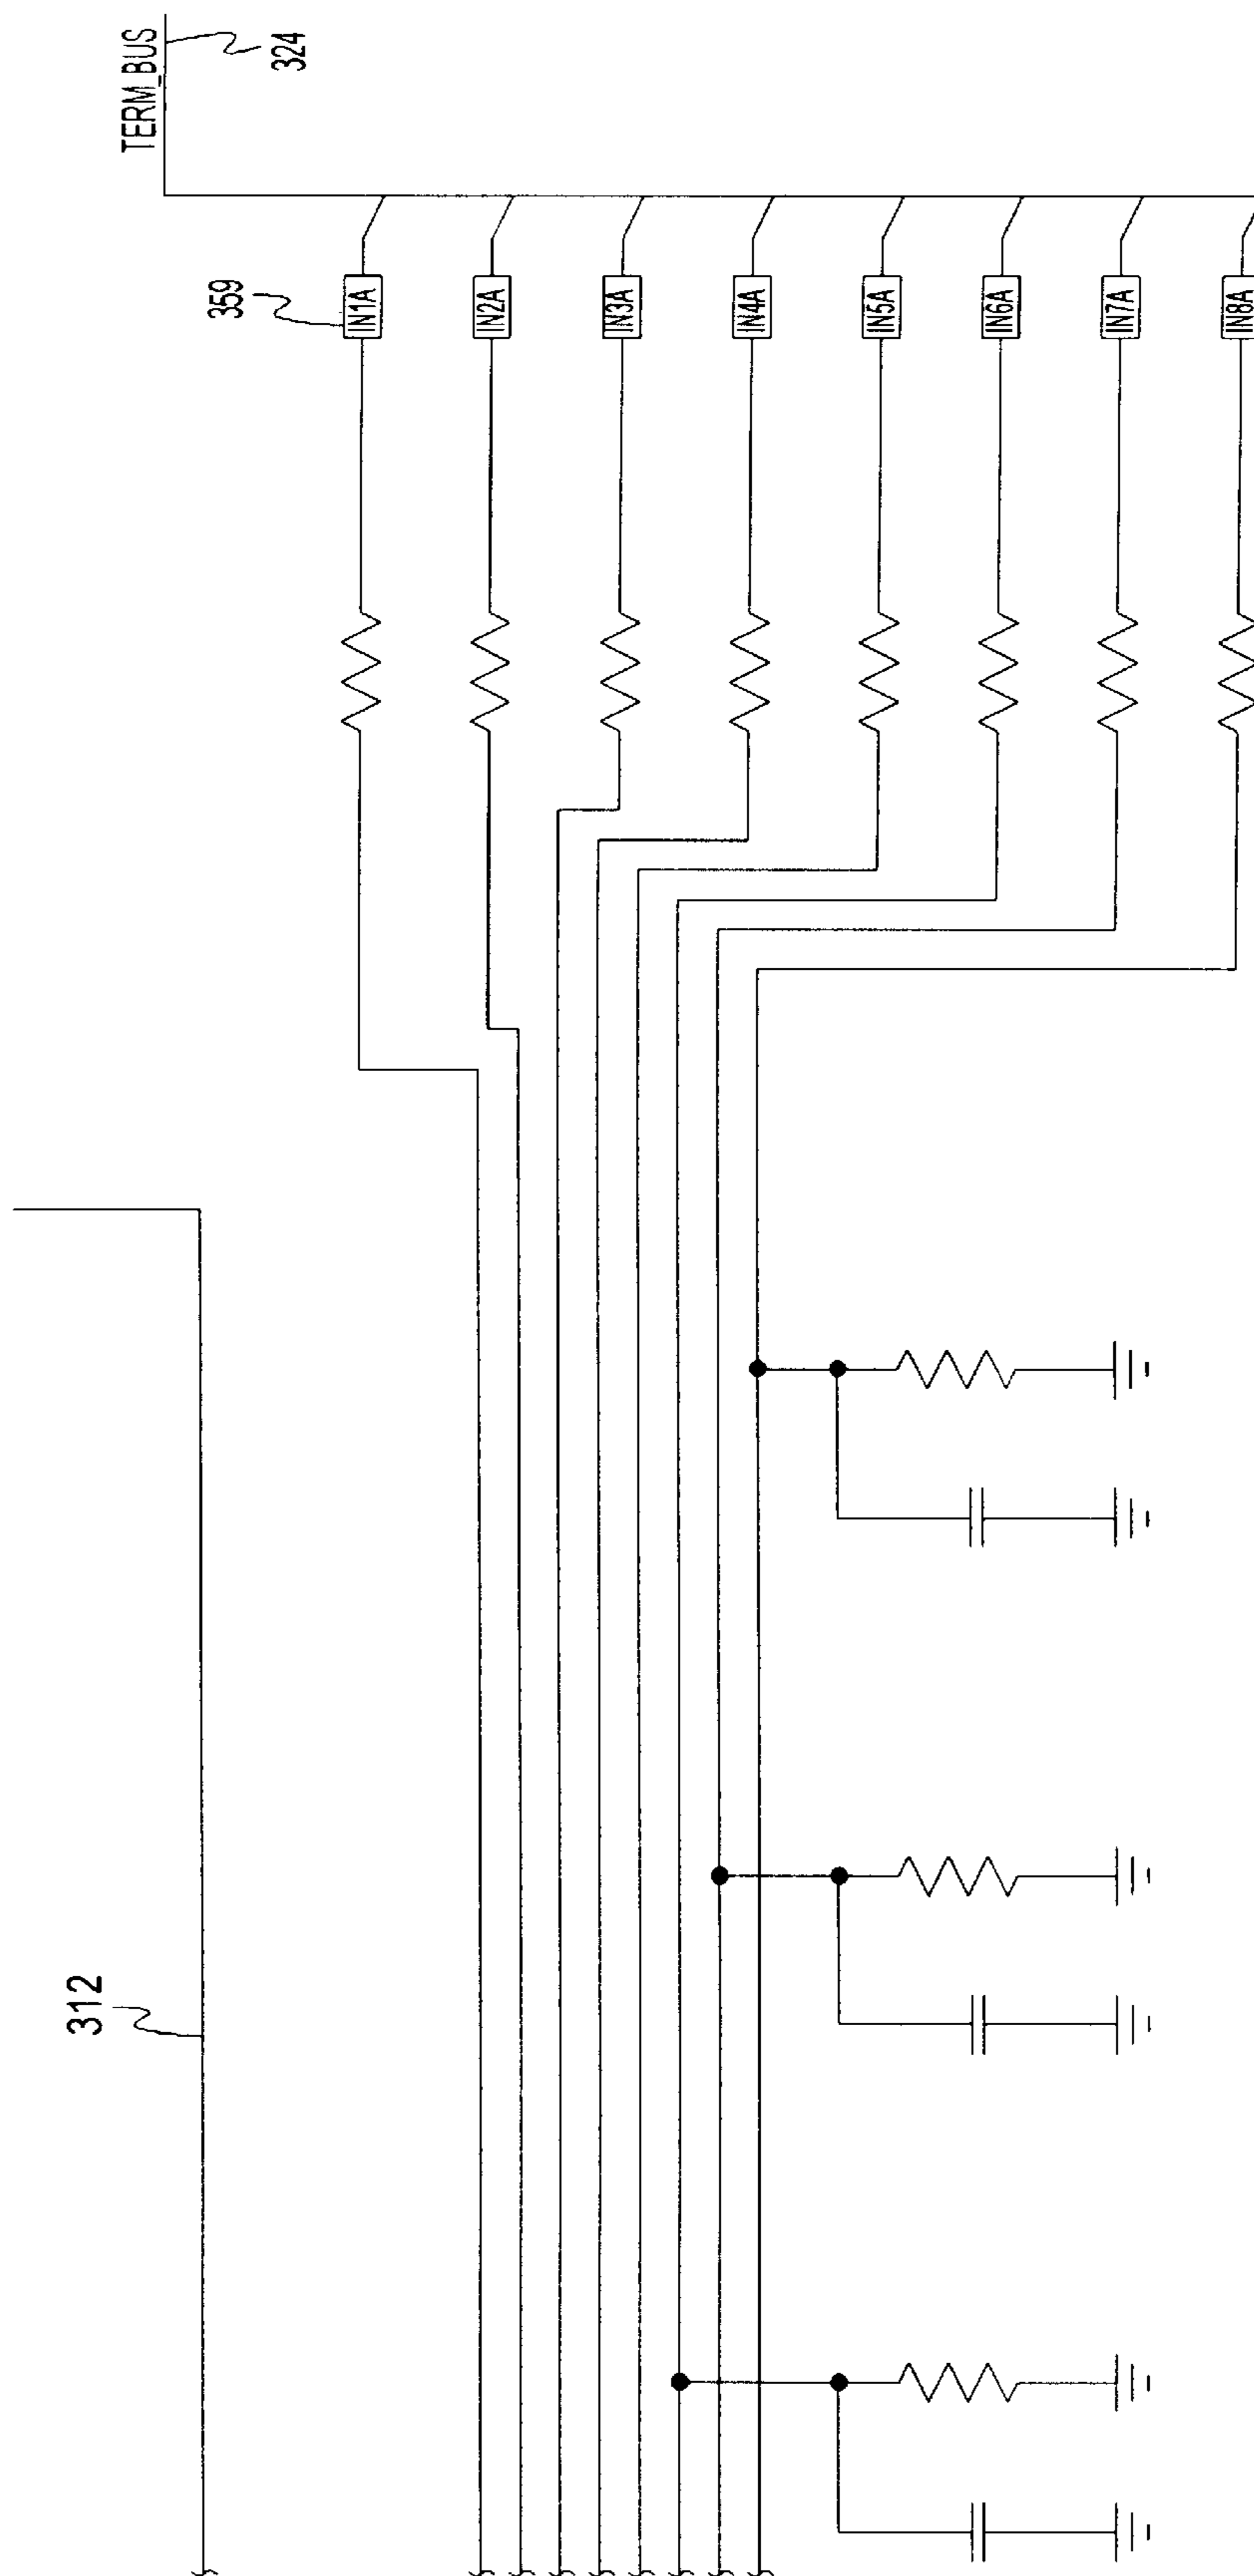 TERM_BUS
324
359
IN1A
IN2A
IN3A
IN4A
IN5A
IN6A
IN7A
IN8A
312